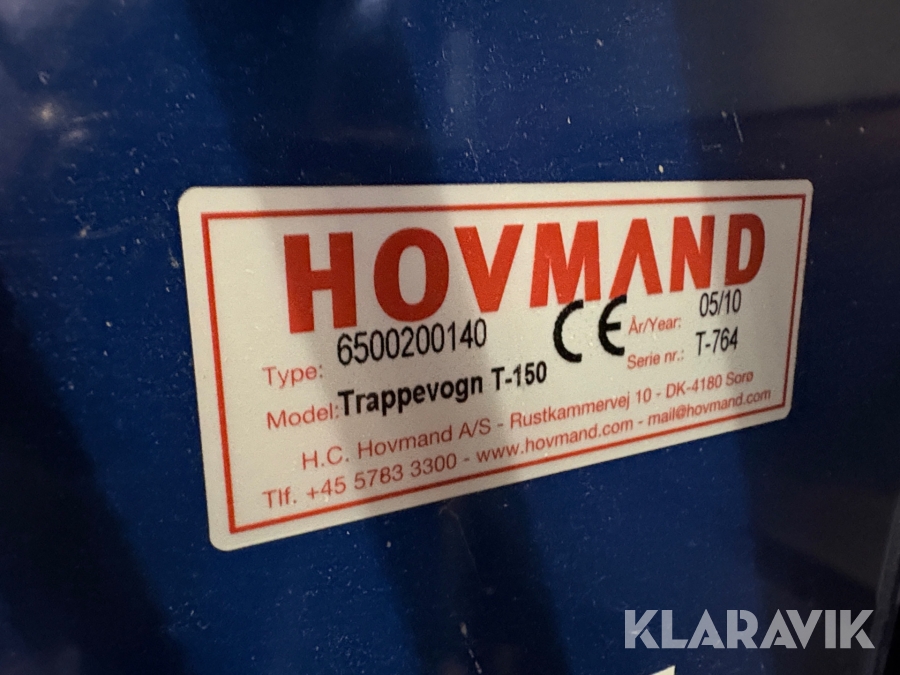 HOVMAND
Type: 6500200140 CE År/Year: 05/10
Model: Trappevogn T-150 Serie nr.: T-764
H.C. Hovmand A/S - Rustkammervej 10 - DK-4180 Sorø
Tlf. +45 5783 3300 - www.hovmand.com - mail@hovmand.com
KLARAVIK